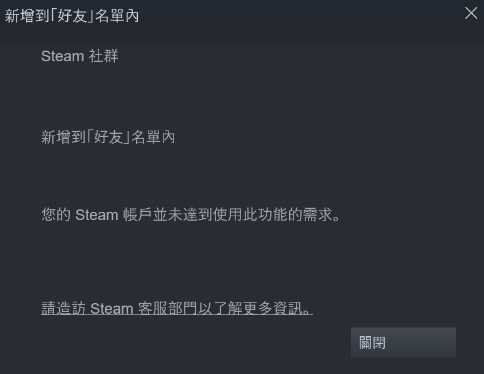 新增到｢好友｣名單內
Steam 社群
新增到｢好友｣名單內
您的 Steam 帳戶並未達到使用此功能的需求。
請造訪 Steam 客服部門以了解更多資訊。
關閉